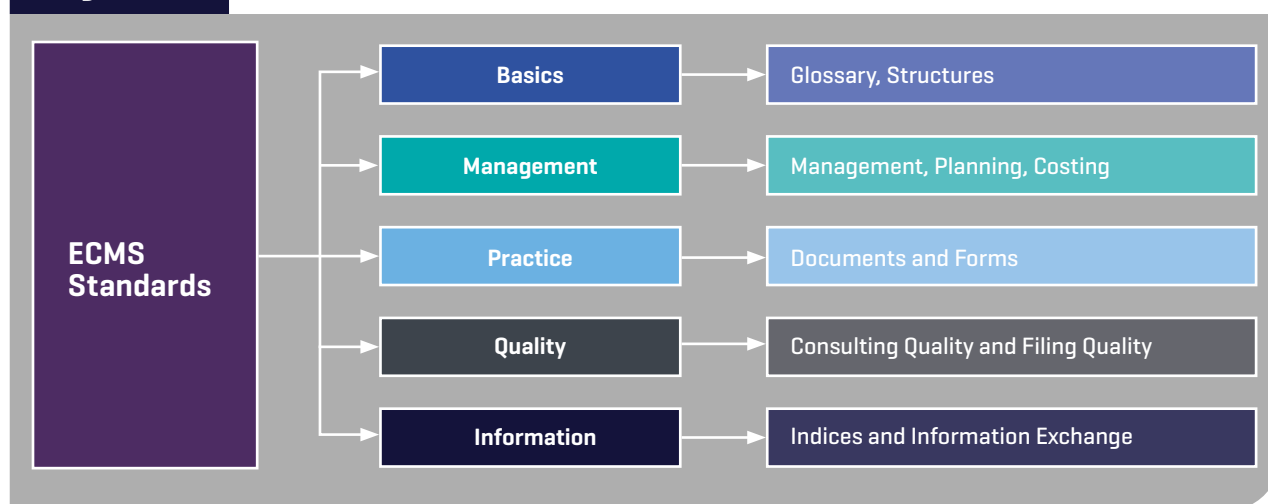 ECMS
Standards
Basics
Glossary, Structures
Management
Management, Planning, Costing
Practice
Documents and Forms
Quality
Consulting Quality and Filing Quality
Information
Indices and Information Exchange